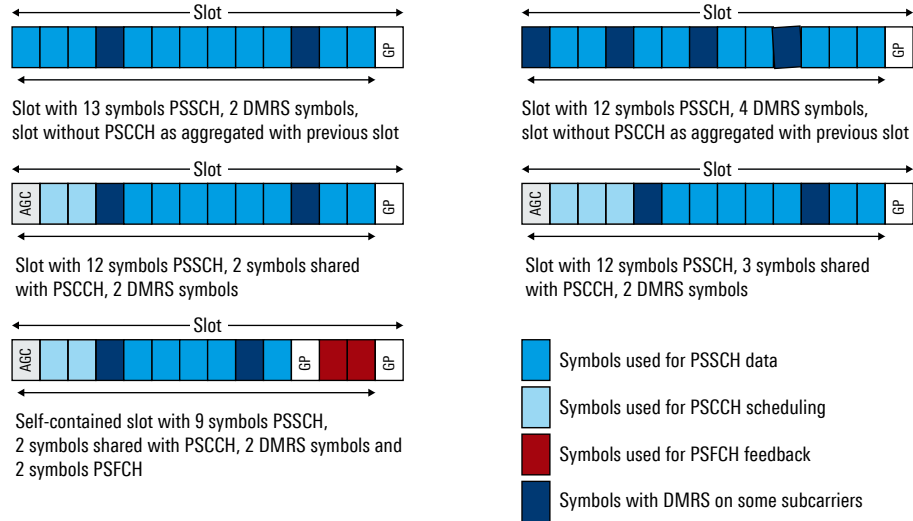 Slot
GP
Slot with 13 symbols PSSCH, 2 DMRS symbols,
slot without PSCCH as aggregated with previous slot
Slot
GP
Slot with 12 symbols PSSCH, 4 DMRS symbols,
slot without PSCCH as aggregated with previous slot
Slot
AGC
GP
Slot with 12 symbols PSSCH, 2 symbols shared
with PSCCH, 2 DMRS symbols
Slot
AGC
GP
Slot with 12 symbols PSSCH, 3 symbols shared
with PSCCH, 2 DMRS symbols
Slot
AGC
GP
GP
Self-contained slot with 9 symbols PSSCH,
2 symbols shared with PSCCH, 2 DMRS symbols and
2 symbols PSFCH
Symbols used for PSSCH data
Symbols used for PSCCH scheduling
Symbols used for PSFCH feedback
Symbols with DMRS on some subcarriers